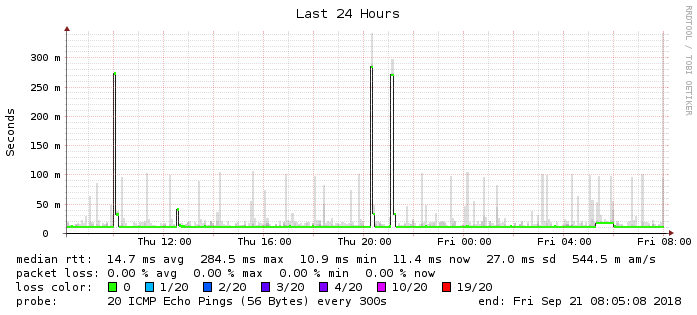 Last 24 Hours
RRDTOOL / TOBI OETIKER
Seconds
300 m
250 m
200 m
150 m
100 m
50 m
0
Thu 12:00 Thu 16:00 Thu 20:00 Fri 00:00 Fri 04:00 Fri 08:00
median rtt: 14.7 ms avg 284.5 ms max 10.9 ms min 11.4 ms now 27.0 ms sd 544.5 m am/s
packet loss: 0.00 % avg 0.00 % max 0.00 % min 0.00 % now
loss color: 0 1/20 2/20 3/20 4/20 10/20 19/20
probe: 20 ICMP Echo Pings (56 Bytes) every 300s end: Fri Sep 21 08:05:08 2018